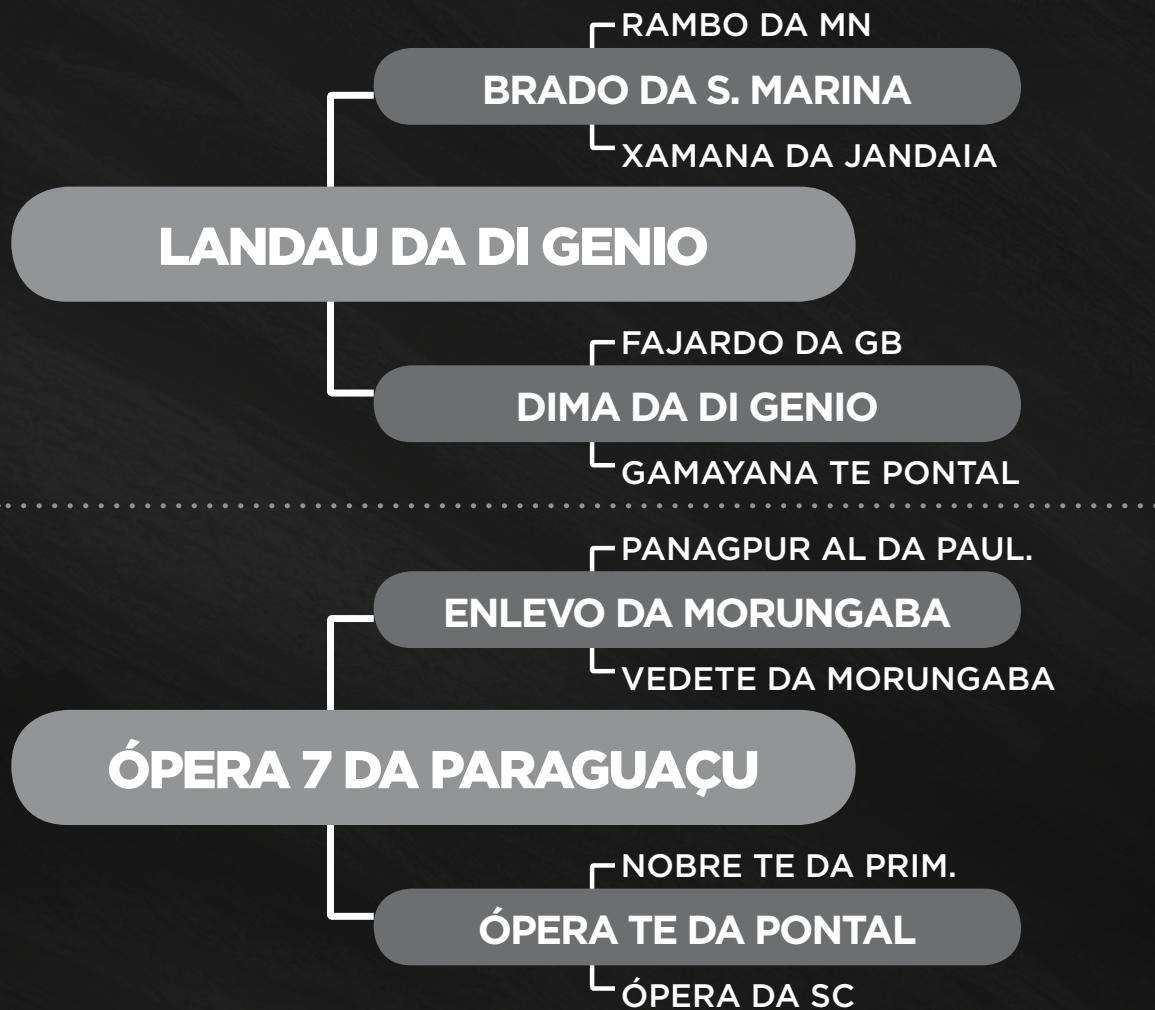 RAMBO DA MN
BRADO DA S. MARINA
XAMANA DA JANDAIA
LANDAU DA DI GENIO
FAJARDO DA GB
DIMA DA DI GENIO
GAMAYANA TE PONTAL
PANAGPUR AL DA PAUL.
ENLEVO DA MORUNGABA
VEDETE DA MORUNGABA
ÓPERA 7 DA PARAGUAÇU
NOBRE TE DA PRIM.
ÓPERA TE DA PONTAL
ÓPERA DA SC